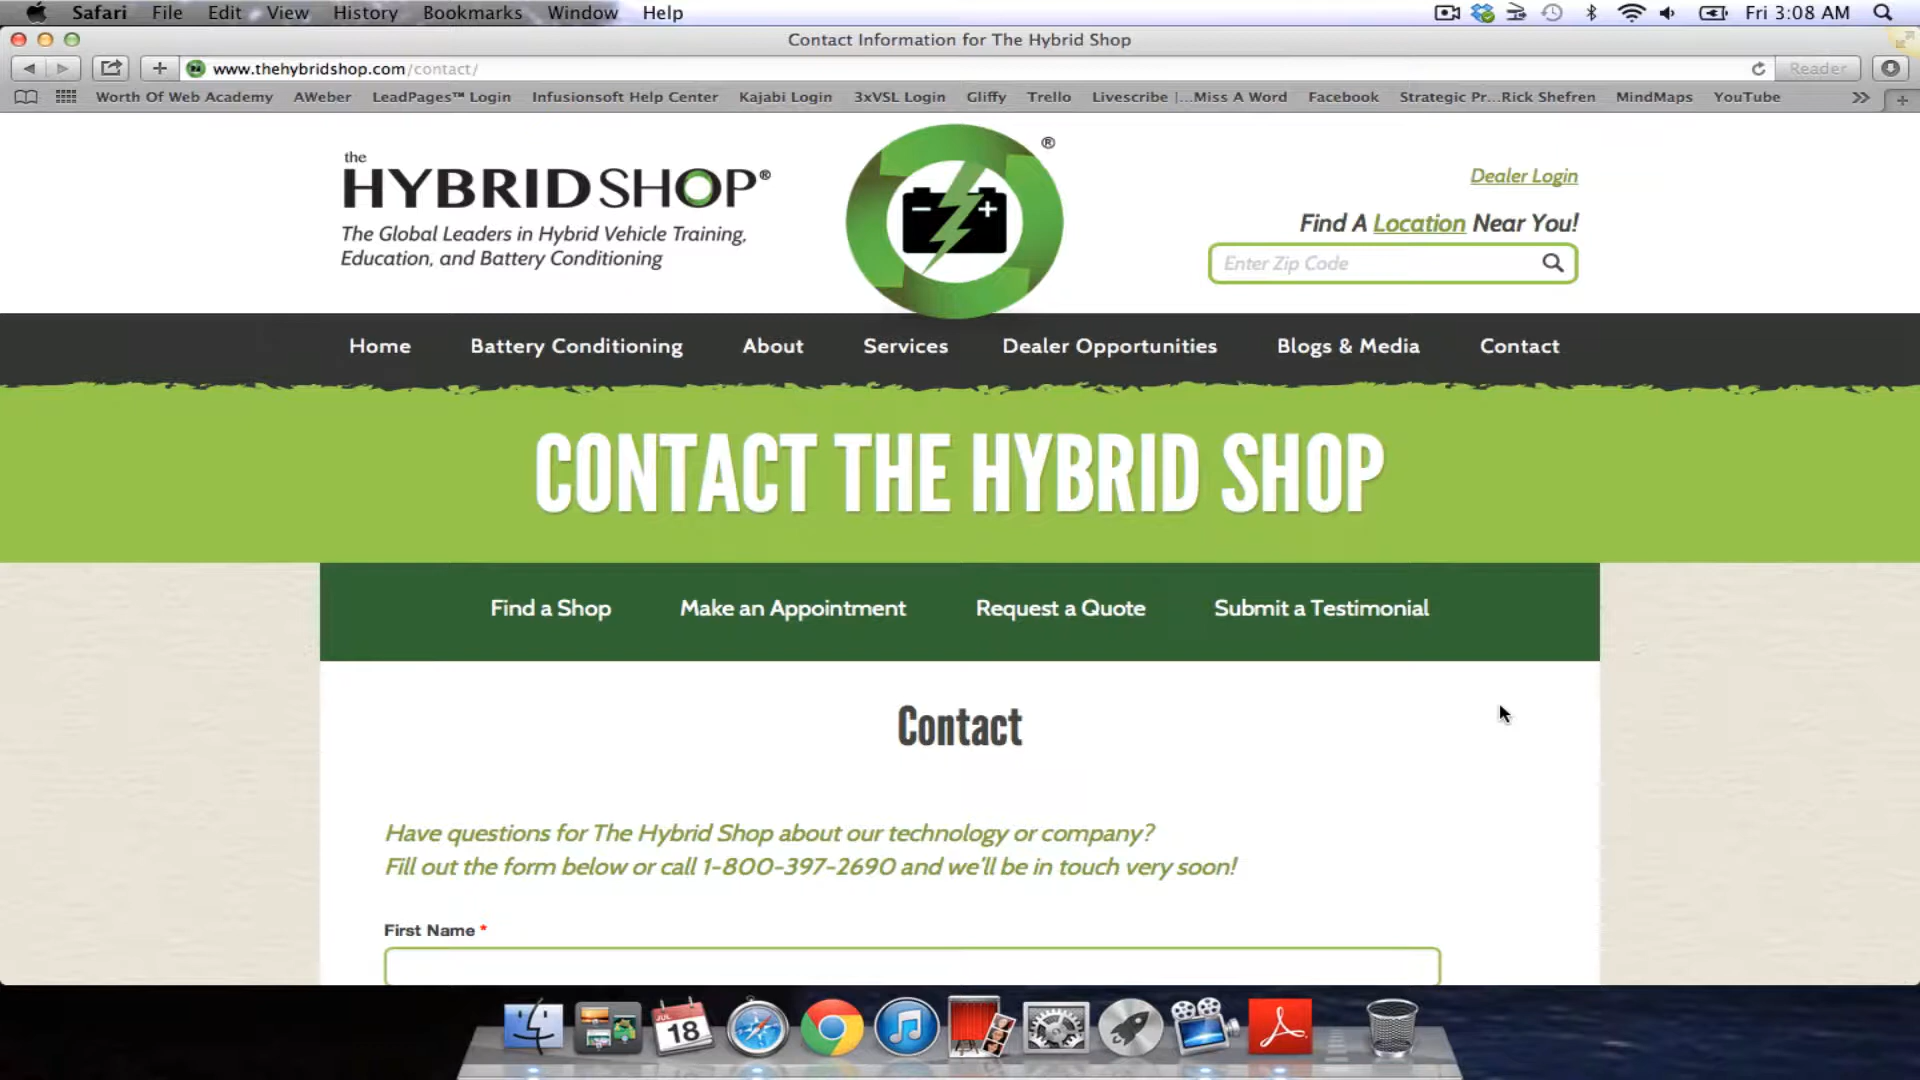 Safari File Edit View History Bookmarks Window Help Fri 3:08 AM
Contact Information for The Hybrid Shop
www.thehybridshop.com/contact/ Reader
Worth Of Web Academy AWeber LeadPages™ Login Infusionsoft Help Center Kajabi Login 3xVSL Login Gliffy Trello Livescribe |...Miss A Word Facebook Strategic Pr...Rick Shefren MindMaps YouTube
the
HYBRIDSHOP®
The Global Leaders in Hybrid Vehicle Training,
Education, and Battery Conditioning
®
Dealer Login
Find A Location Near You!
Enter Zip Code
Home Battery Conditioning About Services Dealer Opportunities Blogs & Media Contact
CONTACT THE HYBRID SHOP
Find a Shop Make an Appointment Request a Quote Submit a Testimonial
Contact
Have questions for The Hybrid Shop about our technology or company?
Fill out the form below or call 1-800-397-2690 and we'll be in touch very soon!
First Name *
JUL
18